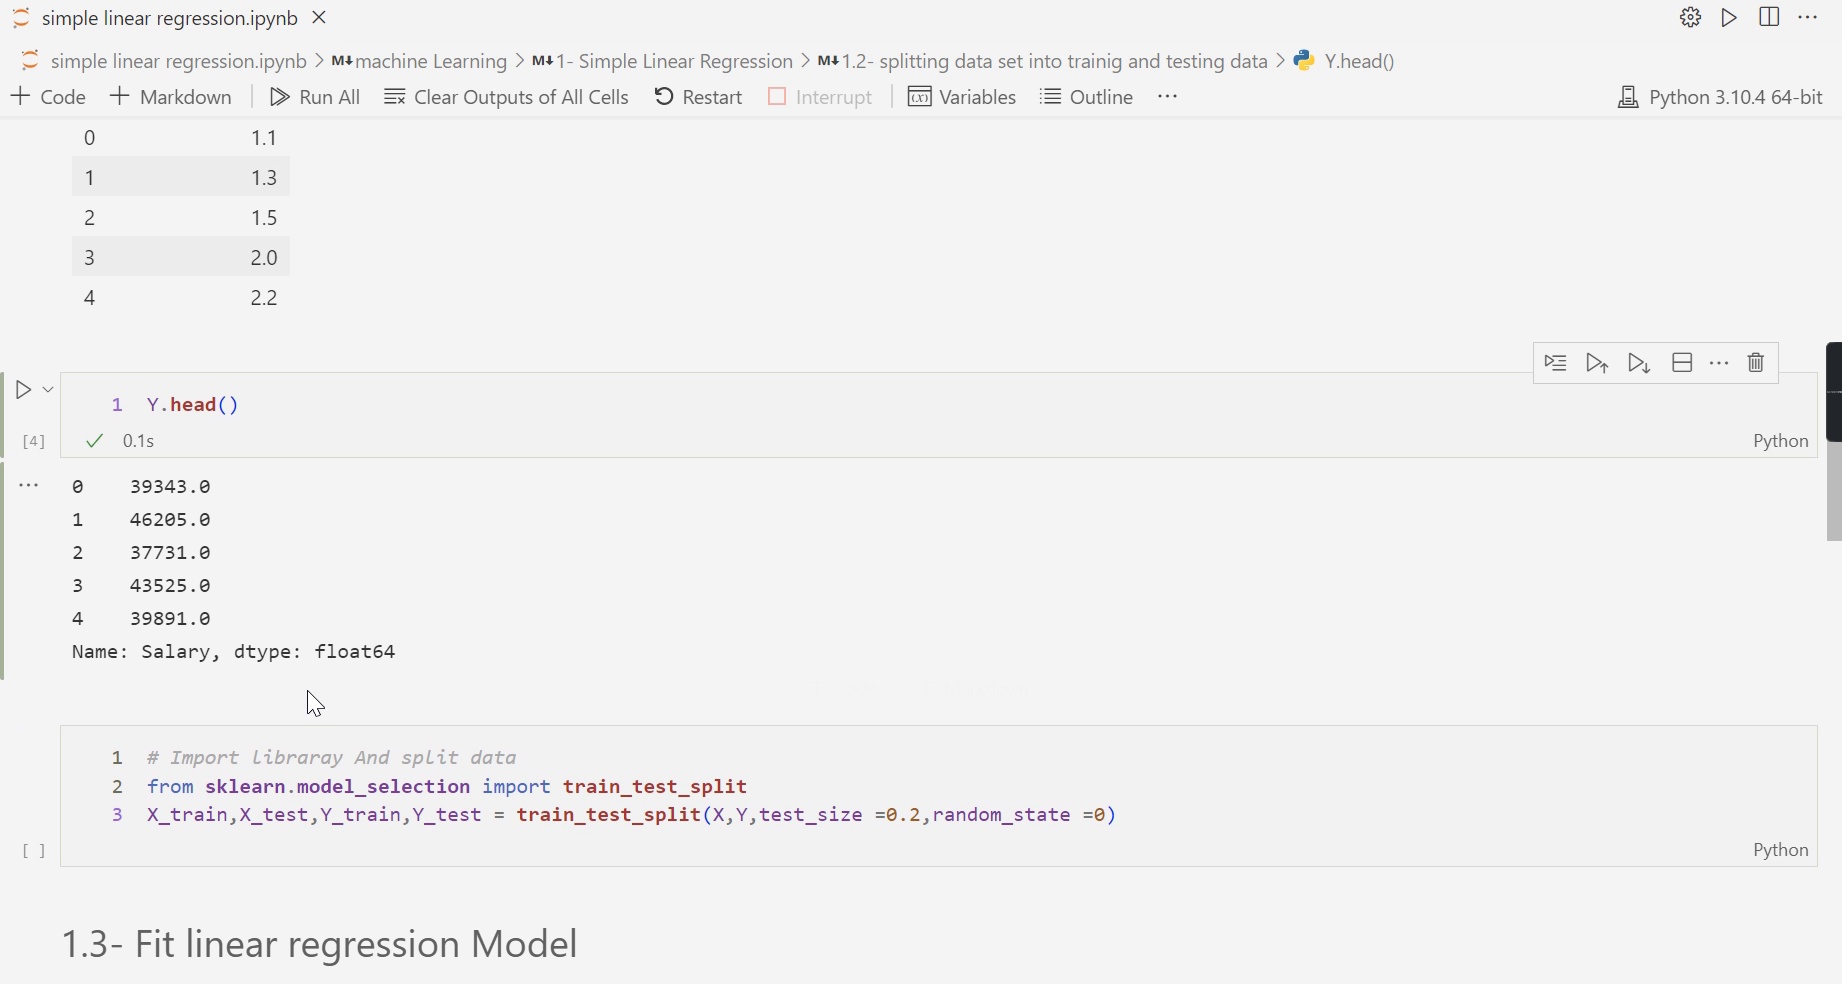 simple linear regression.ipynb
simple linear regression.ipynb > M↓machine Learning > M↓1- Simple Linear Regression > M↓1.2- splitting data set into trainig and testing data > Y.head()
+ Code + Markdown Run All Clear Outputs of All Cells Restart Interrupt Variables Outline ··· Python 3.10.4 64-bit
0 1.1
1 1.3
2 1.5
3 2.0
4 2.2
1 Y.head()
[4] 0.1s Python
0 39343.0
1 46205.0
2 37731.0
3 43525.0
4 39891.0
Name: Salary, dtype: float64
1 # Import libraray And split data
2 from sklearn.model_selection import train_test_split
3 X_train,X_test,Y_train,Y_test = train_test_split(X,Y,test_size =0.2,random_state =0)
[ ] Python
1.3- Fit linear regression Model